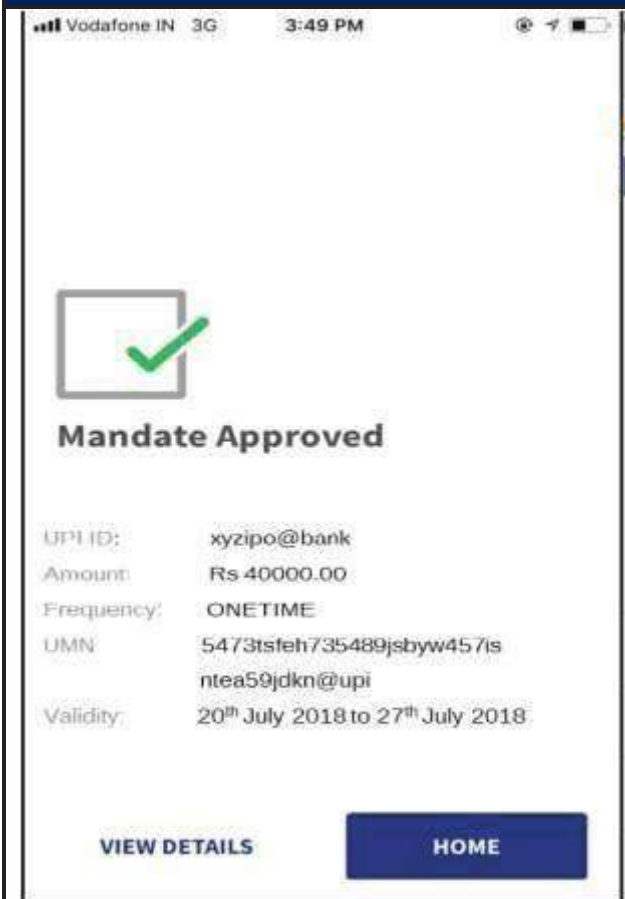 Vodafone IN 3G 3:49 PM
Mandate Approved
UPI ID: xyzipo@bank
Amount: Rs 40000.00
Frequency: ONETIME
UMN 5473tsfeh735489jsbyw457is
ntea59jdkn@upi
Validity: 20th July 2018 to 27th July 2018
VIEW DETAILS HOME